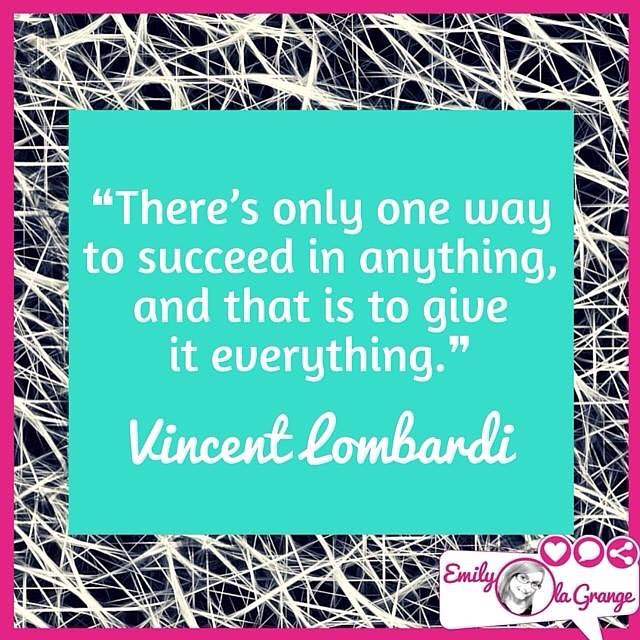 ❝There’s only one way
to succeed in anything,
and that is to give
it everything.❞
Vincent Lombardi
Emily la Grange